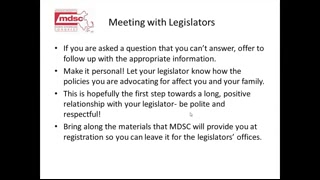 mdsc
Meeting with Legislators
• If you are asked a question that you can't answer, offer to
follow up with the appropriate information.
• Make it personal! Let your legislator know how the
policies you are advocating for affect you and your family.
• This is hopefully the first step towards a long, positive
relationship with your legislator- be polite and
respectful!
• Bring along the materials that MDSC will provide you at
registration so you can leave it for the legislators' offices.